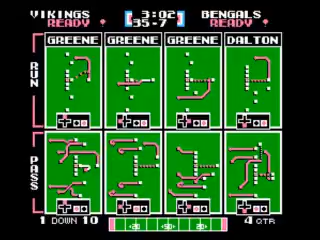 VIKINGS 3:02 BENGALS
READY 35-7 READY
GREENE GREENE GREENE DALTON
RUN
PASS
1 DOWN 10 4 QTR